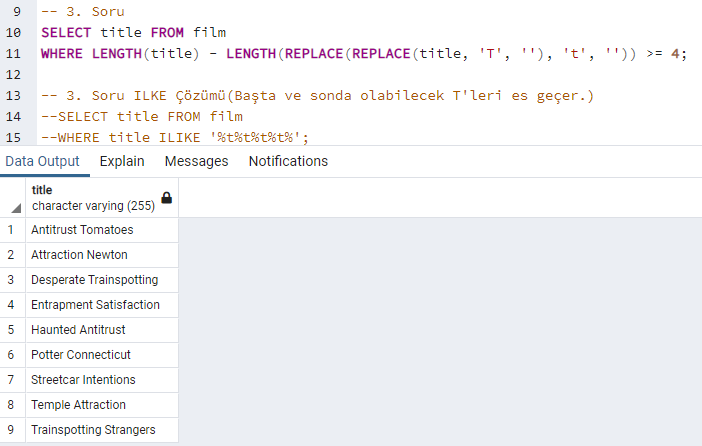 9 -- 3. Soru
10 SELECT title FROM film
11 WHERE LENGTH(title) - LENGTH(REPLACE(REPLACE(title, 'T', ''), 't', '')) >= 4;
12
13 -- 3. Soru ILKE Çözümü(Başta ve sonda olabilecek T'leri es geçer.)
14 --SELECT title FROM film
15 --WHERE title ILIKE '%t%t%t%t%';
Data Output Explain Messages Notifications
title
character varying (255)
1 Antitrust Tomatoes
2 Attraction Newton
3 Desperate Trainspotting
4 Entrapment Satisfaction
5 Haunted Antitrust
6 Potter Connecticut
7 Streetcar Intentions
8 Temple Attraction
9 Trainspotting Strangers